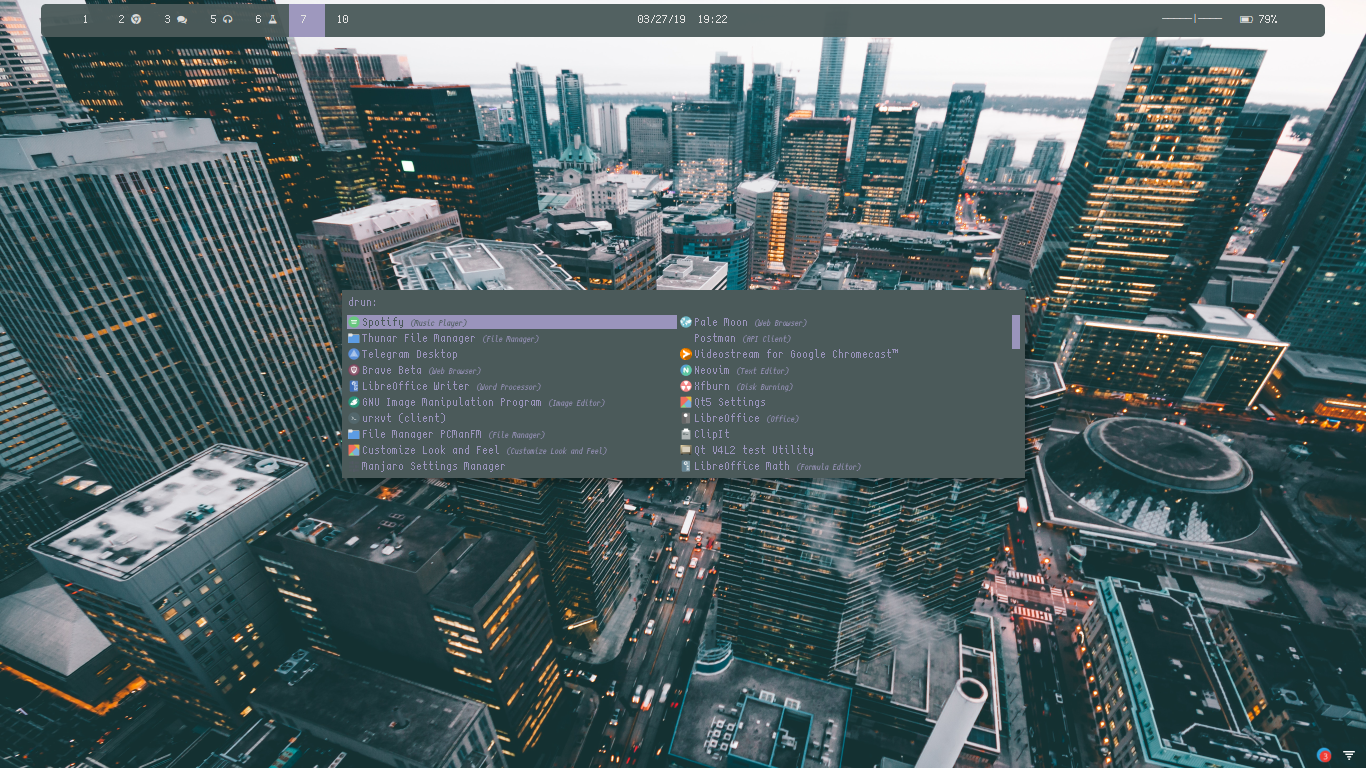 1 2 3 5 6 7 10 03/27/19 19:22 79%
drun:
Spotify (Music Player)
Thunar File Manager (File Manager)
Telegram Desktop
Brave Beta (Web Browser)
LibreOffice Writer (Word Processor)
GNU Image Manipulation Program (Image Editor)
urxvt (client)
File Manager PCManFM (File Manager)
Customize Look and Feel (Customize Look and Feel)
Manjaro Settings Manager
Pale Moon (Web Browser)
Postman (API Client)
Videostream for Google Chromecast™
Neovim (Text Editor)
Xfburn (Disk Burning)
Qt5 Settings
LibreOffice (Office)
ClipIt
Qt V4L2 test Utility
LibreOffice Math (Formula Editor)
3